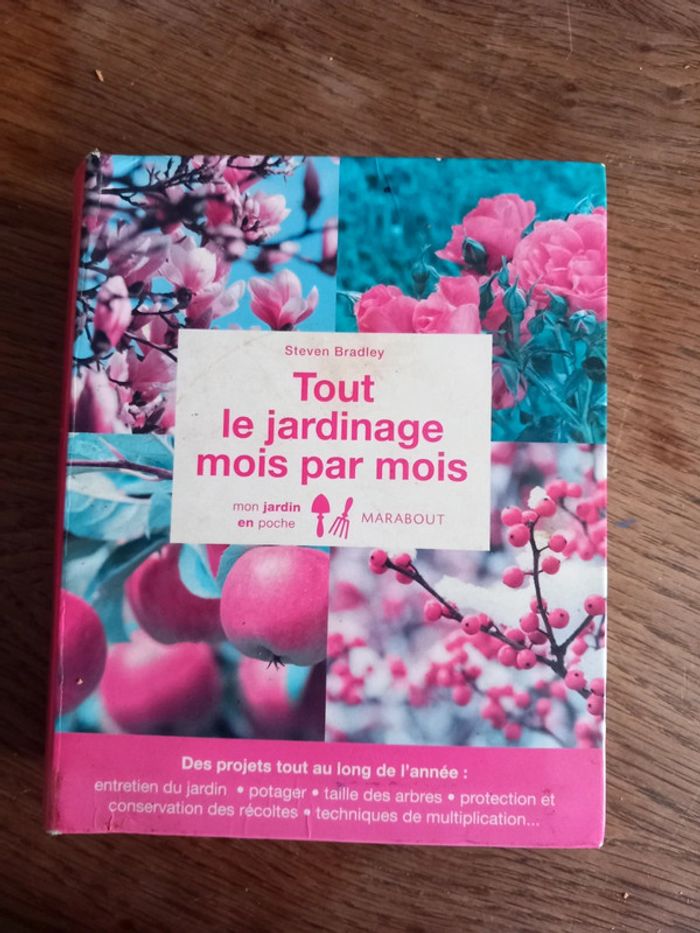 Steven Bradley
Tout
le jardinage
mois par mois
mon jardin
en poche
MARABOUT
Des projets tout au long de l'année :
entretien du jardin • potager • taille des arbres • protection et
conservation des récoltes • techniques de multiplication...